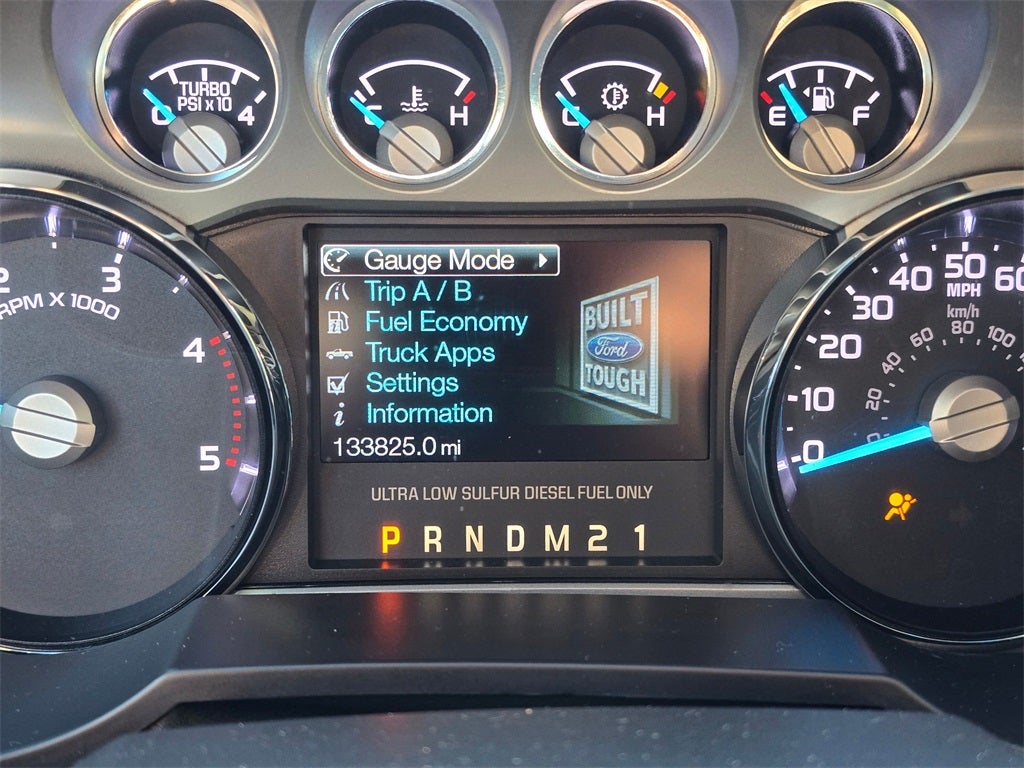 TURBO
PSI x 10
0 4
C H
C H
E F
2 3 4 5
RPM X 1000
Gauge Mode
Trip A / B
Fuel Economy
Truck Apps
Settings
i Information
133825.0 mi
BUILT
Ford
TOUGH
ULTRA LOW SULFUR DIESEL FUEL ONLY
P R N D M 2 1
0 10 20 30 40 50 60
MPH
km/h
0 20 40 60 80 100